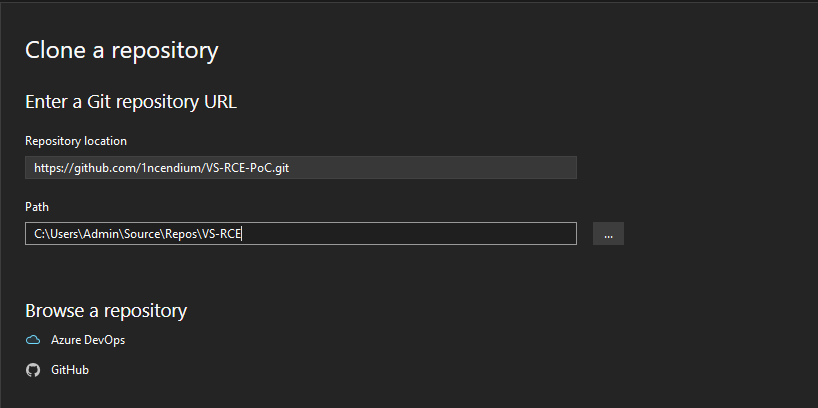 Clone a repository
Enter a Git repository URL
Repository location
https://github.com/1ncendium/VS-RCE-PoC.git
Path
C:\Users\Admin\Source\Repos\VS-RCE
...
Browse a repository
Azure DevOps
GitHub